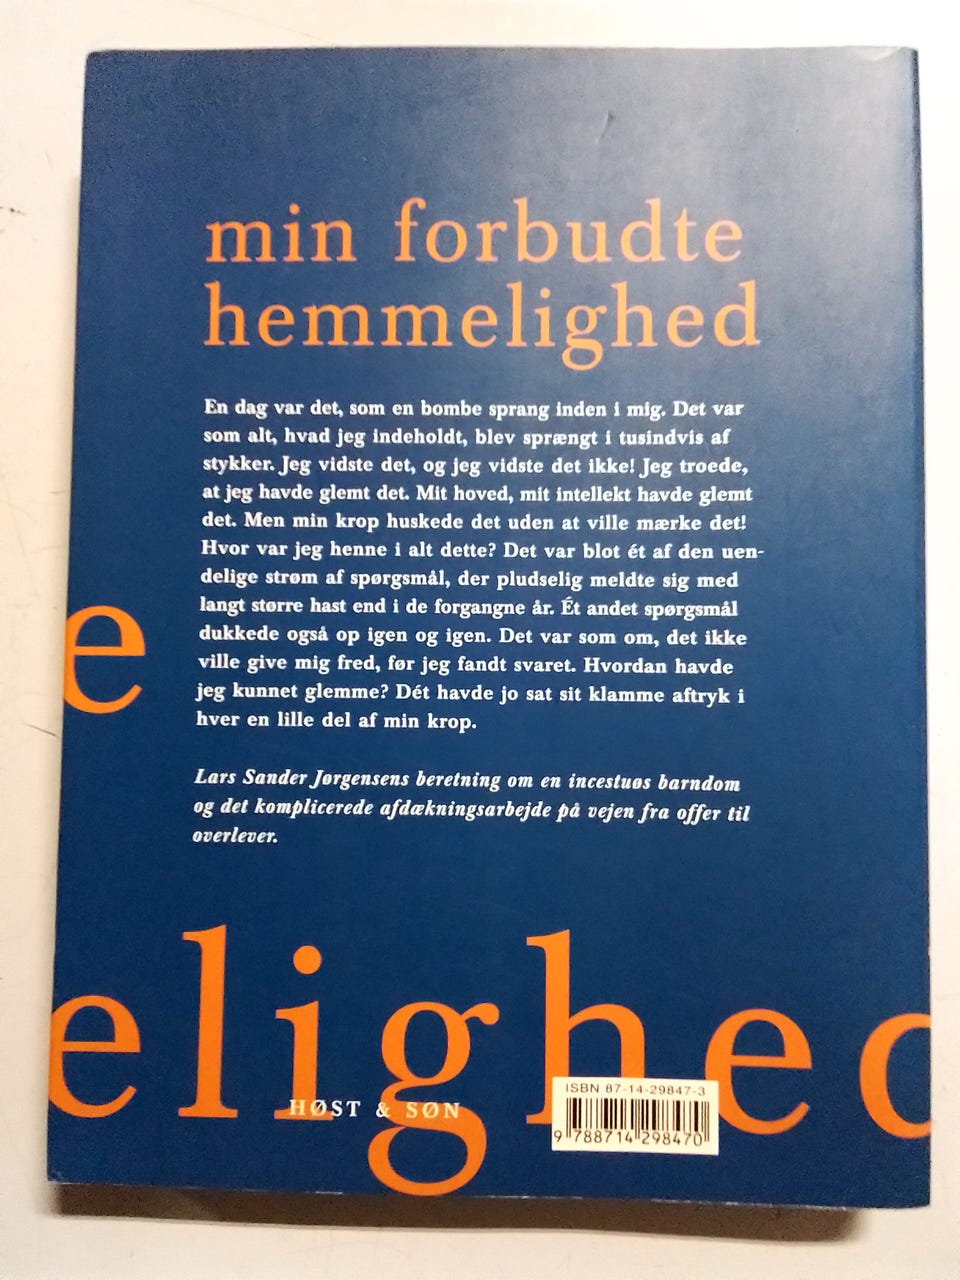 min forbudte
hemmelighed
En dag var det, som en bombe sprang inden i mig. Det var
som alt, hvad jeg indeholdt, blev sprængt i tusindvis af
stykker. Jeg vidste det, og jeg vidste det ikke! Jeg troede,
at jeg havde glemt det. Mit hoved, mit intellekt havde glemt
det. Men min krop huskede det uden at ville mærke det!
Hvor var jeg henne i alt dette? Det var blot ét af den uen-
delige strøm af spørgsmål, der pludselig meldte sig med
langt større hast end i de forgangne år. Ét andet spørgsmål
dukkede også op igen og igen. Det var som om, det ikke
ville give mig fred, før jeg fandt svaret. Hvordan havde
jeg kunnet glemme? Dét havde jo sat sit klamme aftryk i
hver en lille del af min krop.
Lars Sander Jørgensens beretning om en incestuøs barndom
og det komplicerede afdækningsarbejde på vejen fra offer til
overlever.
e
elighed
HØST & SØN
ISBN 87-14-29847-3
9 788714 298470